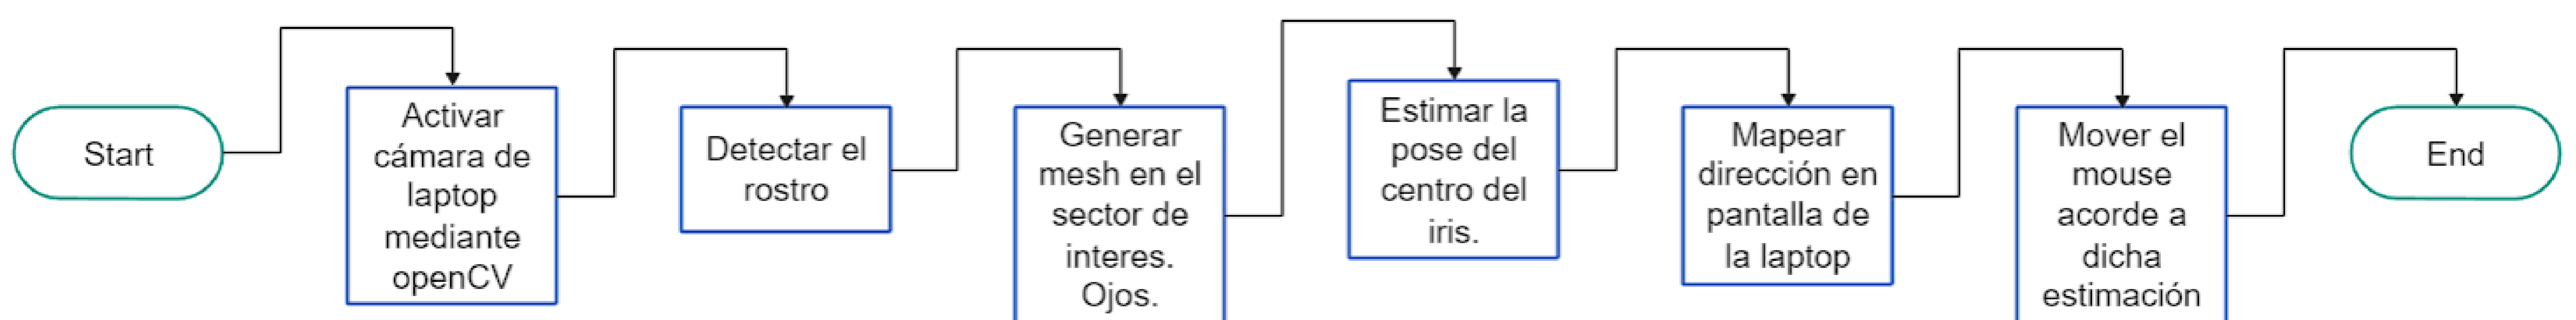 Start
Activar
cámara de
laptop
mediante
openCV
Detectar el
rostro
Generar
mesh en el
sector de
interes.
Ojos.
Estimar la
pose del
centro del
iris.
Mapear
dirección en
pantalla de
la laptop
Mover el
mouse
acorde a
dicha
estimación
End